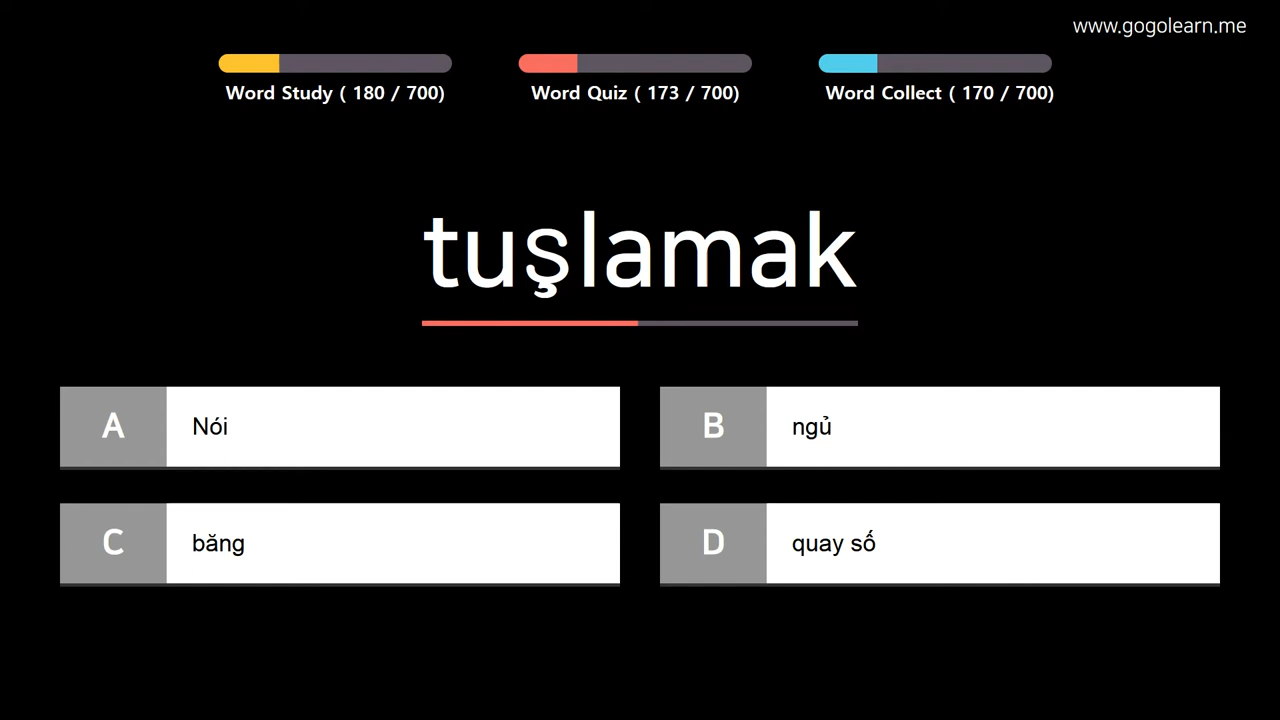 www.gogolearn.me
Word Study ( 180 / 700)
Word Quiz ( 173 / 700)
Word Collect ( 170 / 700)
tuşlamak
A
Nói
B
ngủ
C
băng
D
quay số